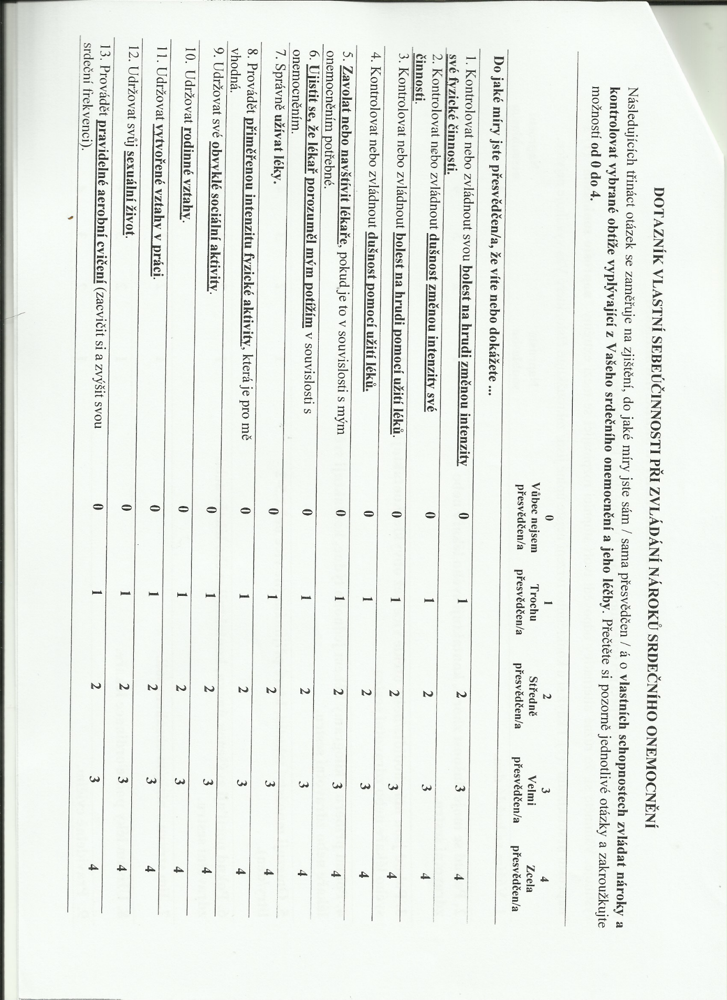 DOTAZNÍK VLASTNÍ SEBEÚČINNOSTI PŘI ZVLÁDÁNÍ NÁROKŮ SRDEČNÍHO ONEMOCNĚNÍ
Následujících třináct otázek se zaměřuje na zjištění, do jaké míry jste sám / sama přesvědčen / á o vlastních schopnostech zvládat nároky a
kontrolovat vybrané obtíže vyplývající z Vašeho srdečního onemocnění a jeho léčby. Přečtěte si pozorně jednotlivé otázky a zakroužkujte
možností od 0 do 4.
0 1 2 3 4
Vůbec nejsem Trochu Středně Velmi Zcela
přesvědčen/a přesvědčen/a přesvědčen/a přesvědčen/a přesvědčen/a
Do jaké míry jste přesvědčen/a, že víte nebo dokážete ...
1. Kontrolovat nebo zvládnout svou bolest na hrudi změnou intenzity 0 1 2 3 4
své fyzické činnosti.
2. Kontrolovat nebo zvládnout dušnost změnou intenzity své 0 1 2 3 4
činnosti.
3. Kontrolovat nebo zvládnout bolest na hrudi pomocí užití léků. 0 1 2 3 4
4. Kontrolovat nebo zvládnout dušnost pomocí užití léků. 0 1 2 3 4
5. Zavolat nebo navštívit lékaře, pokud je to v souvislosti s mým 0 1 2 3 4
onemocněním potřebné.
6. Ujistit se, že lékař porozuměl mým potížím v souvislosti s 0 1 2 3 4
onemocněním.
7. Správně užívat léky. 0 1 2 3 4
8. Provádět přiměřenou intenzitu fyzické aktivity, která je pro mě 0 1 2 3 4
vhodná.
9. Udržovat své obvyklé sociální aktivity. 0 1 2 3 4
10. Udržovat rodinné vztahy. 0 1 2 3 4
11. Udržovat vytvořené vztahy v práci. 0 1 2 3 4
12. Udržovat svůj sexuální život. 0 1 2 3 4
13. Provádět pravidelné aerobní cvičení (zacvičit si a zvýšit svou 0 1 2 3 4
srdeční frekvenci).